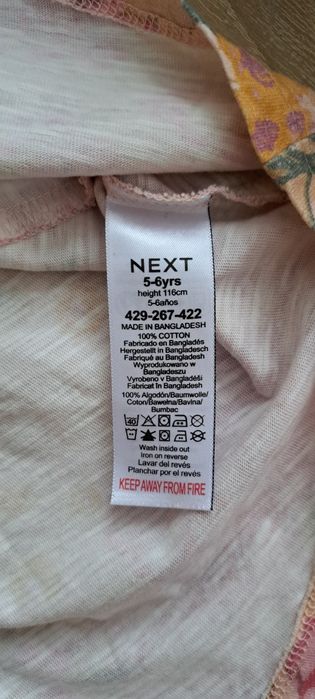 NEXT
5-6yrs
height 116cm
5-6años
429-267-422
MADE IN BANGLADESH
100% COTTON
Fabricado en Bangladés
Hergestellt in Bangladesch
Fabriqué au Bangladesh
Wyprodukowano w
Bangladeszu
Vyrobeno v Bangladéši
Fabricat în Bangladesh
100% Algodón/Baumwolle/
Coton/Bawełna/Bavlna/
Bumbac
40
Wash inside out
Iron on reverse
Lavar del revés
Planchar por el revés
KEEP AWAY FROM FIRE